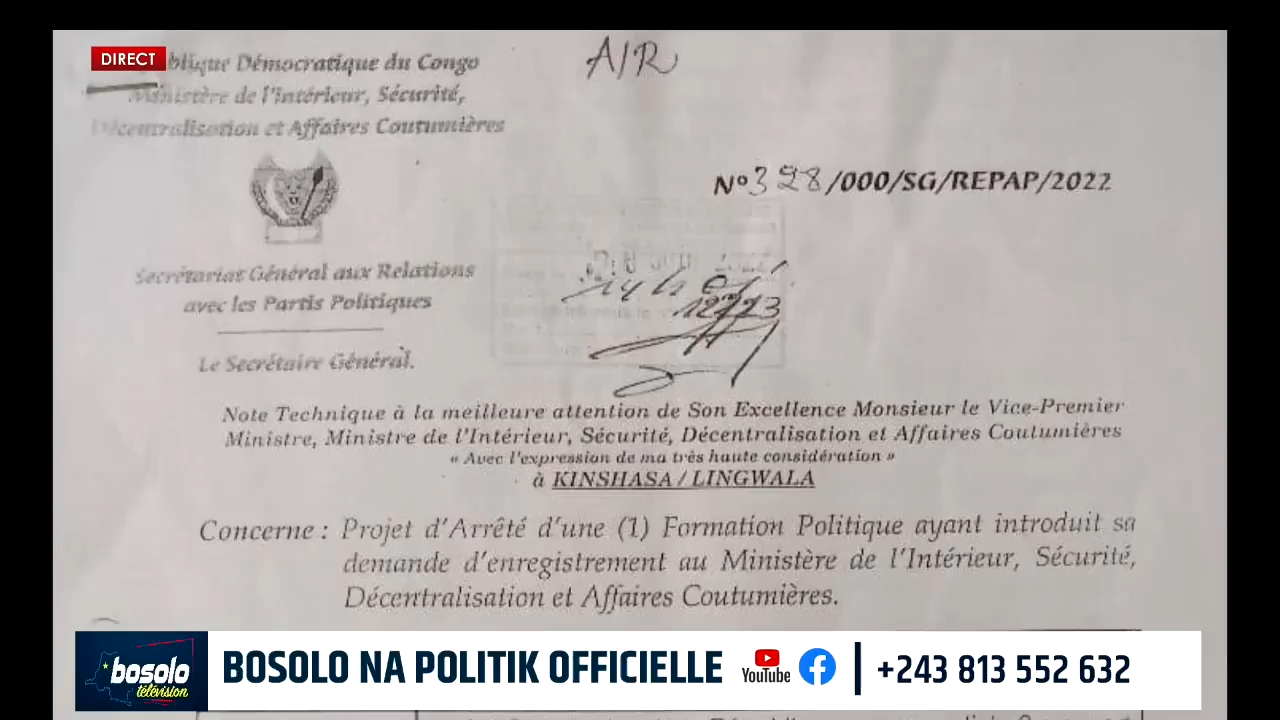 DIRECT
blique Démocratique du Congo
Ministère de l'Intérieur, Sécurité,
Décentralisation et Affaires Coutumières
A/R
N°328/000/SG/REPAP/2022
Secrétariat Général aux Relations
avec les Partis Politiques
12773
Le Secrétaire Général.
Note Technique à la meilleure attention de Son Excellence Monsieur le Vice-Premier
Ministre, Ministre de l'Intérieur, Sécurité, Décentralisation et Affaires Coutumières
« Avec l'expression de ma très haute considération »
à KINSHASA / LINGWALA
Concerne : Projet d'Arrêté d'une (1) Formation Politique ayant introduit sa
demande d'enregistrement au Ministère de l'Intérieur, Sécurité,
Décentralisation et Affaires Coutumières.
bosolo
télévision
BOSOLO NA POLITIK OFFICIELLE
YouTube
+243 813 552 632